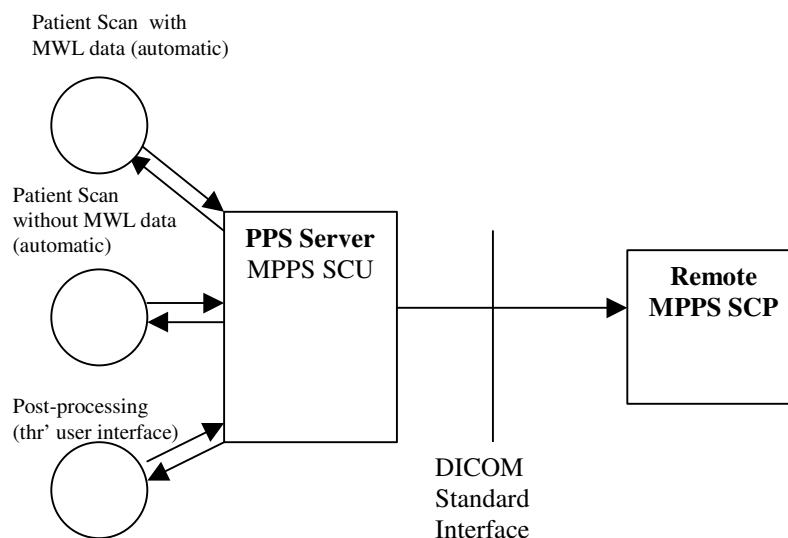 Patient Scan with
MWL data (automatic)
Patient Scan
without MWL data
(automatic)
PPS Server
MPPS SCU
Remote
MPPS SCP
Post-processing
(thr' user interface)
DICOM
Standard
Interface